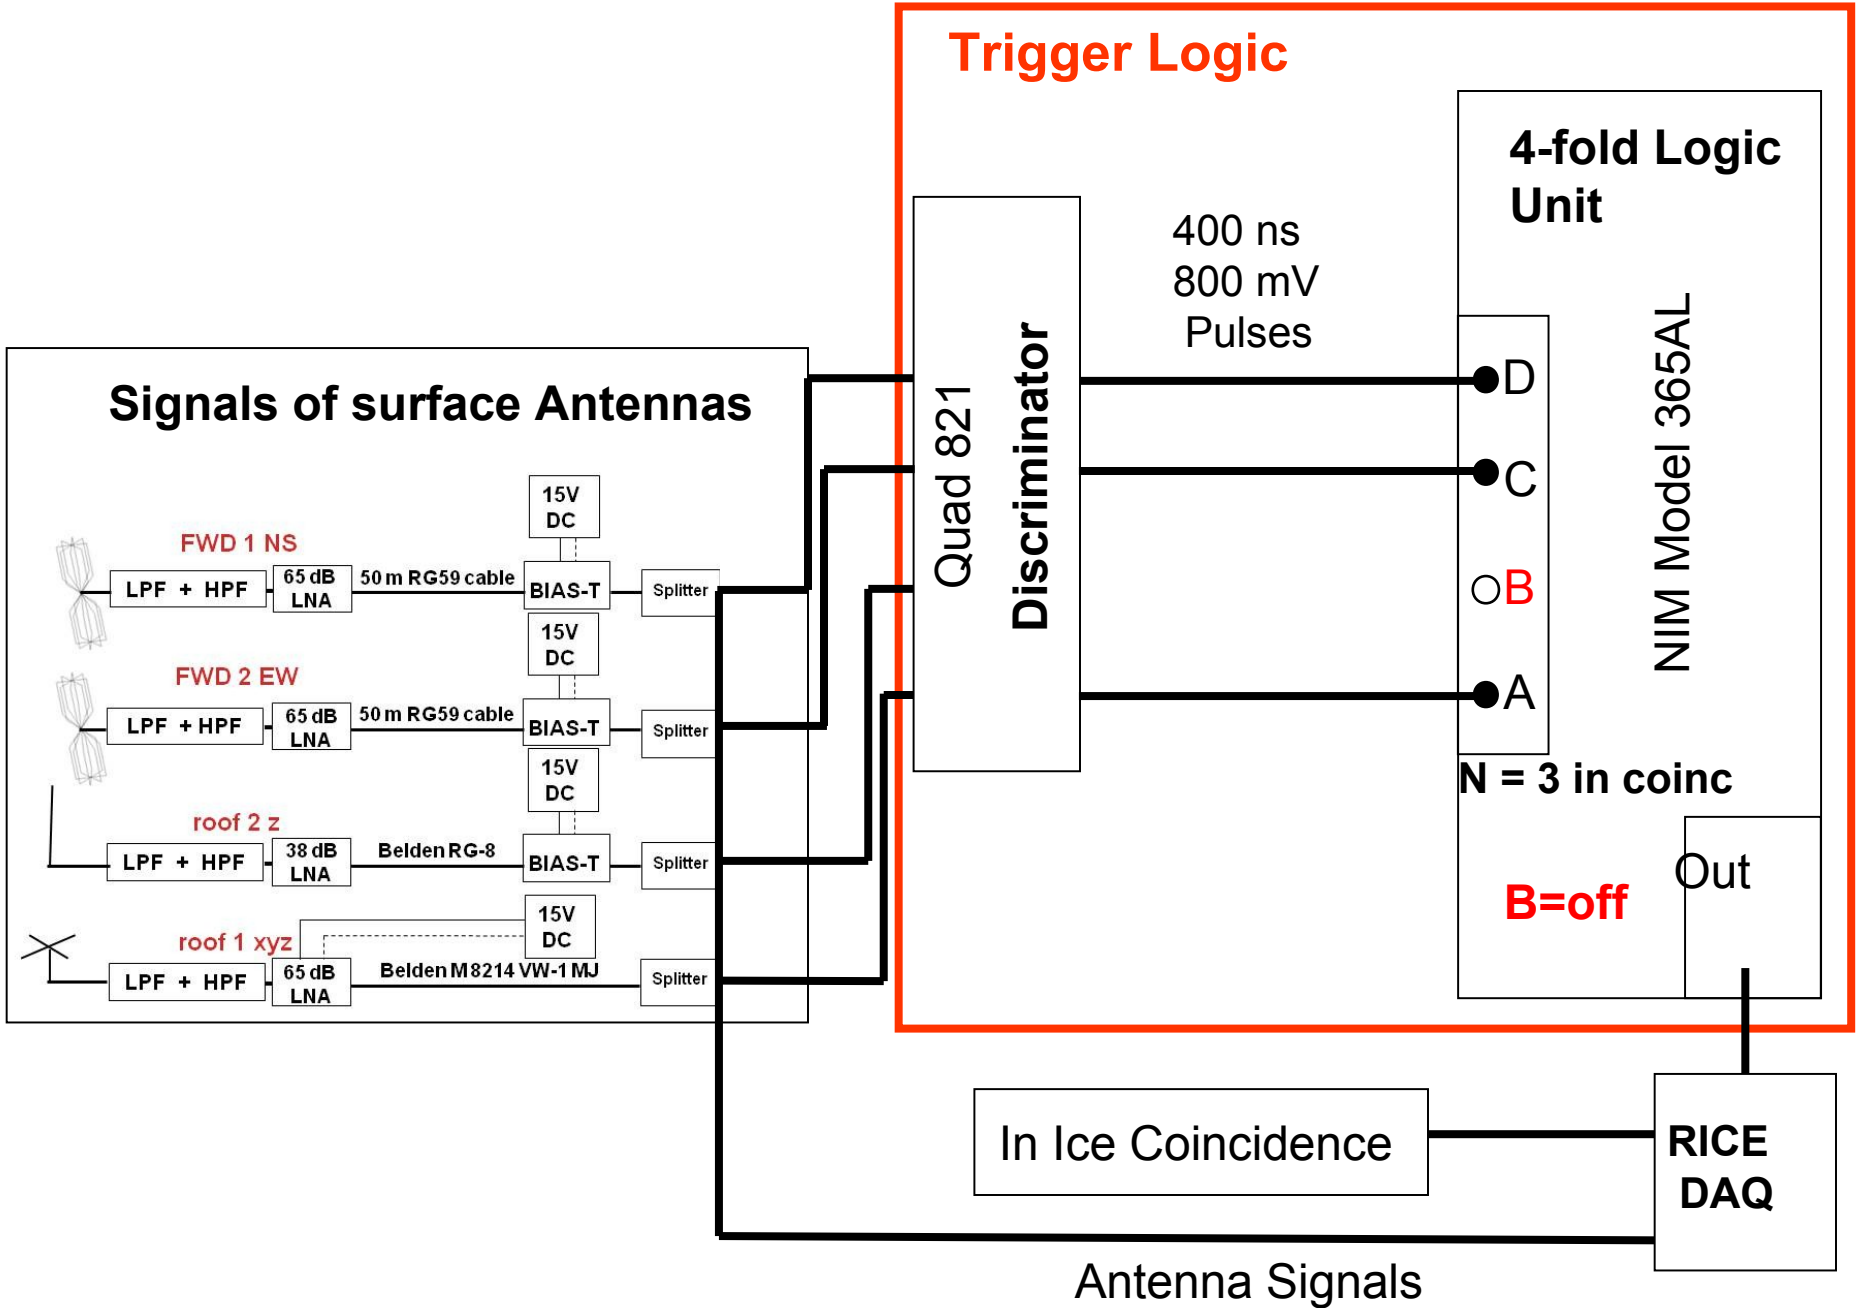 Trigger Logic
4-fold Logic
Unit
400 ns
800 mV
Pulses
Quad 821
Discriminator
NIM Model 365AL
D
C
B
A
N = 3 in coinc
B=off
Out
Signals of surface Antennas
15V
DC
FWD 1 NS
LPF + HPF
65 dB
LNA
50 m RG59 cable
BIAS-T
Splitter
15V
DC
FWD 2 EW
LPF + HPF
65 dB
LNA
50 m RG59 cable
BIAS-T
Splitter
15V
DC
roof 2 z
LPF + HPF
38 dB
LNA
Belden RG-8
BIAS-T
Splitter
15V
DC
roof 1 xyz
LPF + HPF
65 dB
LNA
Belden M 8214 VW-1 MJ
Splitter
In Ice Coincidence
RICE
DAQ
Antenna Signals